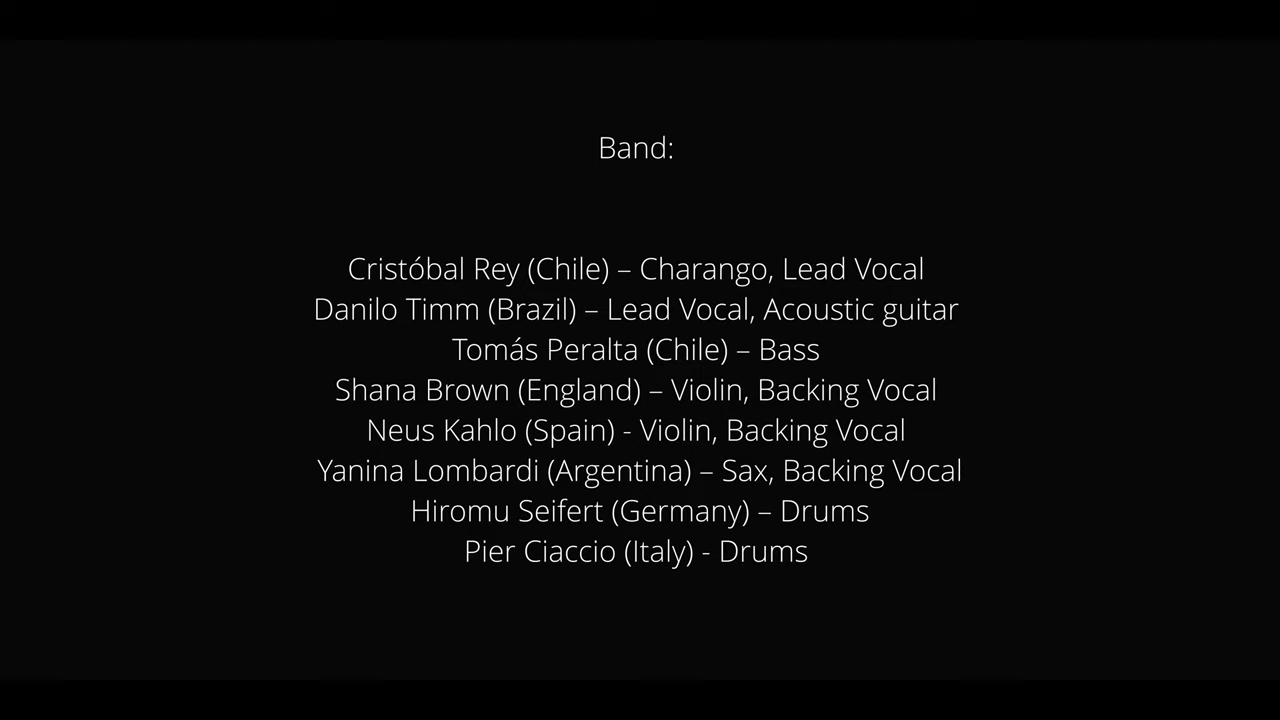 Band:
Cristóbal Rey (Chile) – Charango, Lead Vocal
Danilo Timm (Brazil) – Lead Vocal, Acoustic guitar
Tomás Peralta (Chile) – Bass
Shana Brown (England) – Violin, Backing Vocal
Neus Kahlo (Spain) - Violin, Backing Vocal
Yanina Lombardi (Argentina) – Sax, Backing Vocal
Hiromu Seifert (Germany) – Drums
Pier Ciaccio (Italy) - Drums